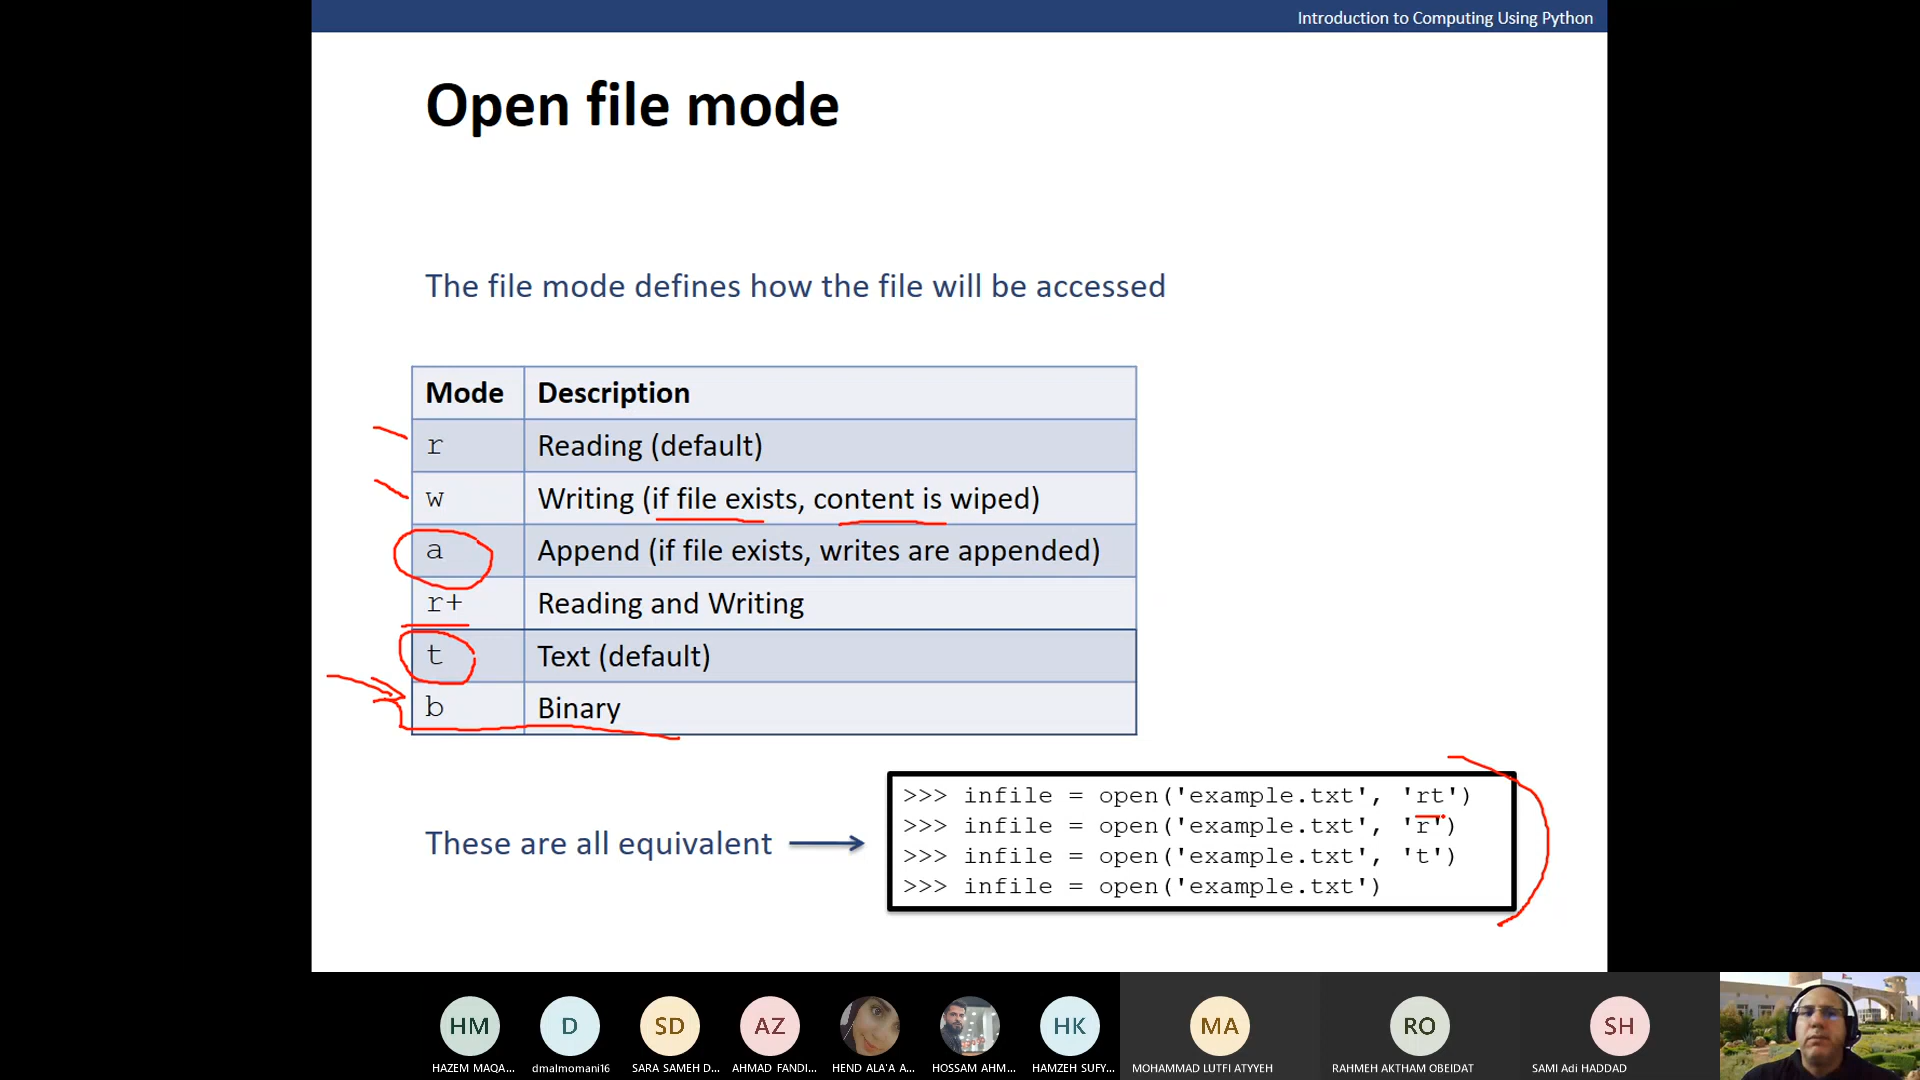 Introduction to Computing Using Python
Open file mode
The file mode defines how the file will be accessed
Mode Description
r Reading (default)
w Writing (if file exists, content is wiped)
a Append (if file exists, writes are appended)
r+ Reading and Writing
t Text (default)
b Binary
These are all equivalent
>>> infile = open('example.txt', 'rt')
>>> infile = open('example.txt', 'r')
>>> infile = open('example.txt', 't')
>>> infile = open('example.txt')
HM D SD AZ HK MA RO SH
HAZEM MAQA... dmalmomani16 SARA SAMEH D... AHMAD FANDI... HEND ALA'A A... HOSSAM AHM... HAMZEH SUFY... MOHAMMAD LUTFI ATYYEH RAHMEH AKTHAM OBEIDAT SAMI Adi HADDAD